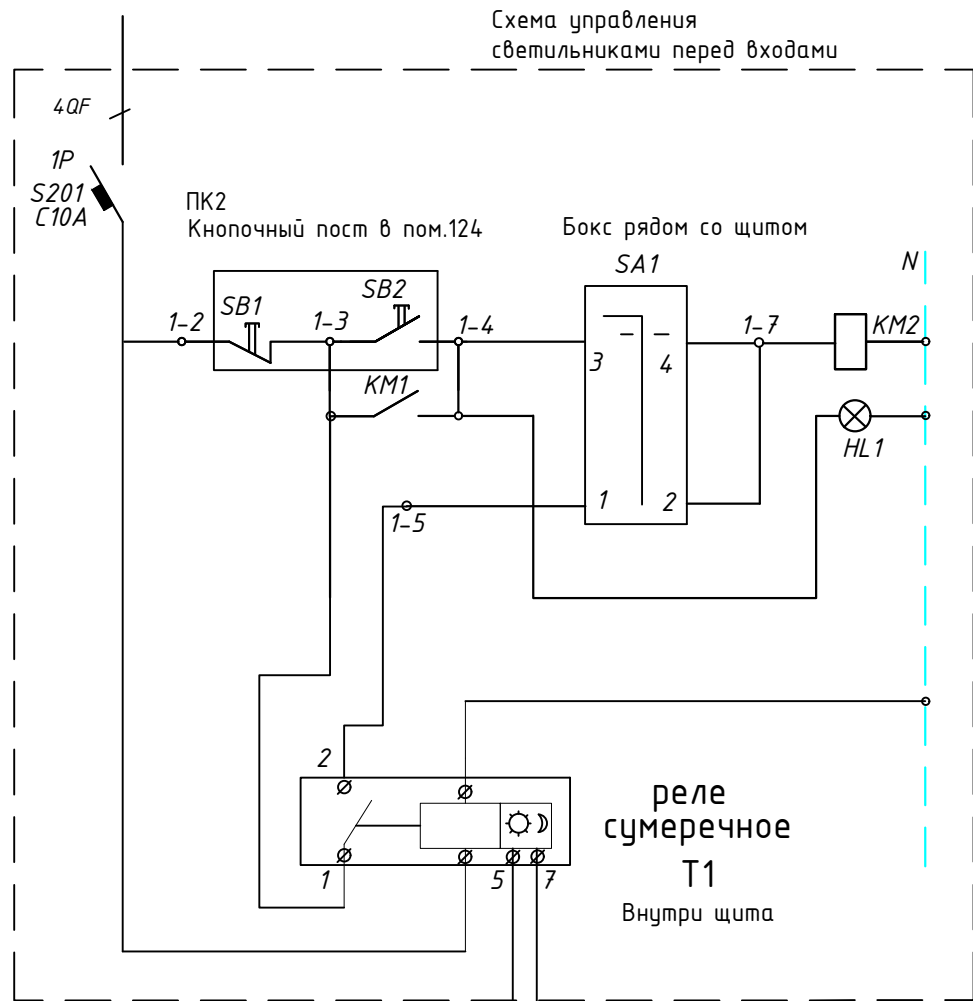 Схема управления
светильниками перед входами
4QF
1P
S201
C10A
ПК2
Кнопочный пост в пом.124
Бокс рядом со щитом
SA1
N
SB1
SB2
1-2
1-3
1-4
1-7
KM2
3
4
KM1
HL1
1
2
1-5
2
реле
сумеречное
T1
Внутри щита
1
5
7